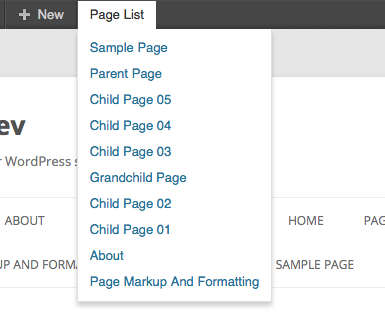 + New Page List
Sample Page
Parent Page
Child Page 05
ev
Child Page 04
WordPress s
Child Page 03
Grandchild Page
Child Page 02
ABOUT
HOME
PAG
Child Page 01
About
UP AND FORMA
SAMPLE PAGE
Page Markup And Formatting